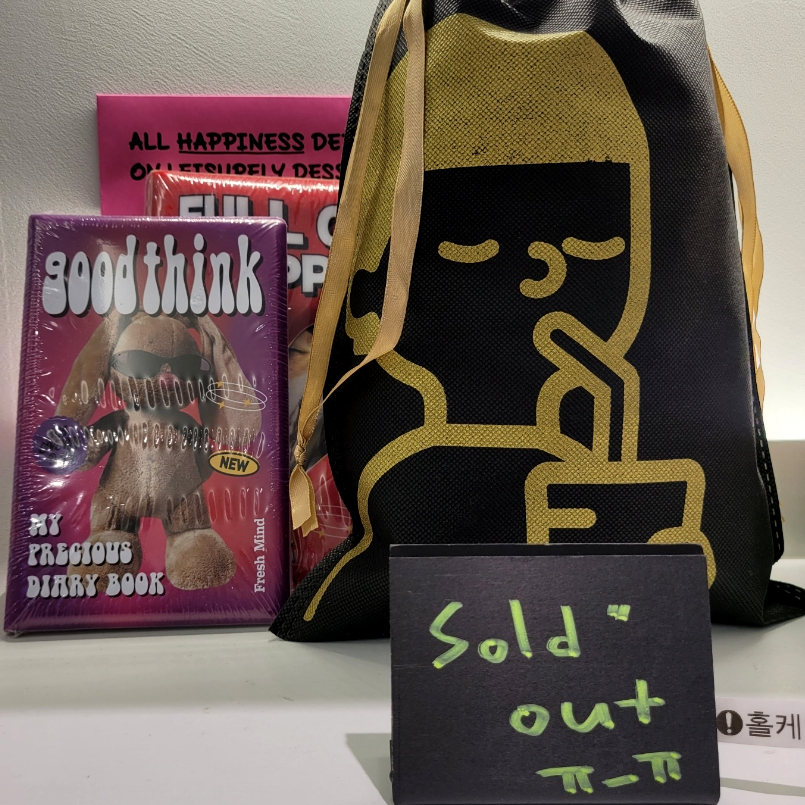 ALL HAPPINESS DE
ON LEISURELY DESS
FULL O
PP
good think
NEW
MY
PRECIOUS
DIARY BOOK
Fresh Mind
Sold"
out
ㅠ-ㅠ
홀케